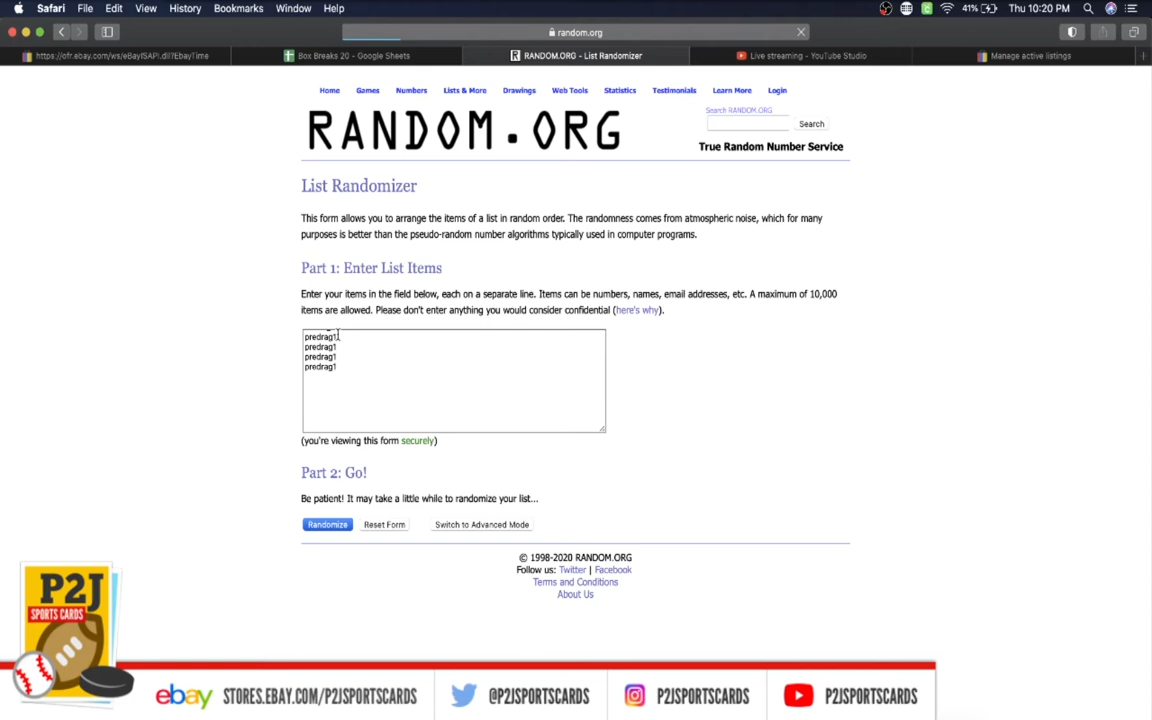 Safari File Edit View History Bookmarks Window Help 41% Thu 10:20 PM
random.org
https://ofr.ebay.com/ws/eBayISAPI.dll?EbayTime Box Breaks 20 - Google Sheets RANDOM.ORG - List Randomizer Live streaming - YouTube Studio Manage active listings
Home Games Numbers Lists & More Drawings Web Tools Statistics Testimonials Learn More Login
RANDOM.ORG
Search RANDOM.ORG
Search
True Random Number Service
List Randomizer
This form allows you to arrange the items of a list in random order. The randomness comes from atmospheric noise, which for many
purposes is better than the pseudo-random number algorithms typically used in computer programs.
Part 1: Enter List Items
Enter your items in the field below, each on a separate line. Items can be numbers, names, email addresses, etc. A maximum of 10,000
items are allowed. Please don't enter anything you would consider confidential (here's why).
predrag1
predrag1
predrag1
predrag1
(you're viewing this form securely)
Part 2: Go!
Be patient! It may take a little while to randomize your list...
Randomize Reset Form Switch to Advanced Mode
© 1998-2020 RANDOM.ORG
Follow us: Twitter | Facebook
Terms and Conditions
About Us
P2J
SPORTS CARDS
ebay STORES.EBAY.COM/P2JSPORTSCARDS @P2JSPORTSCARDS P2JSPORTSCARDS P2JSPORTSCARDS